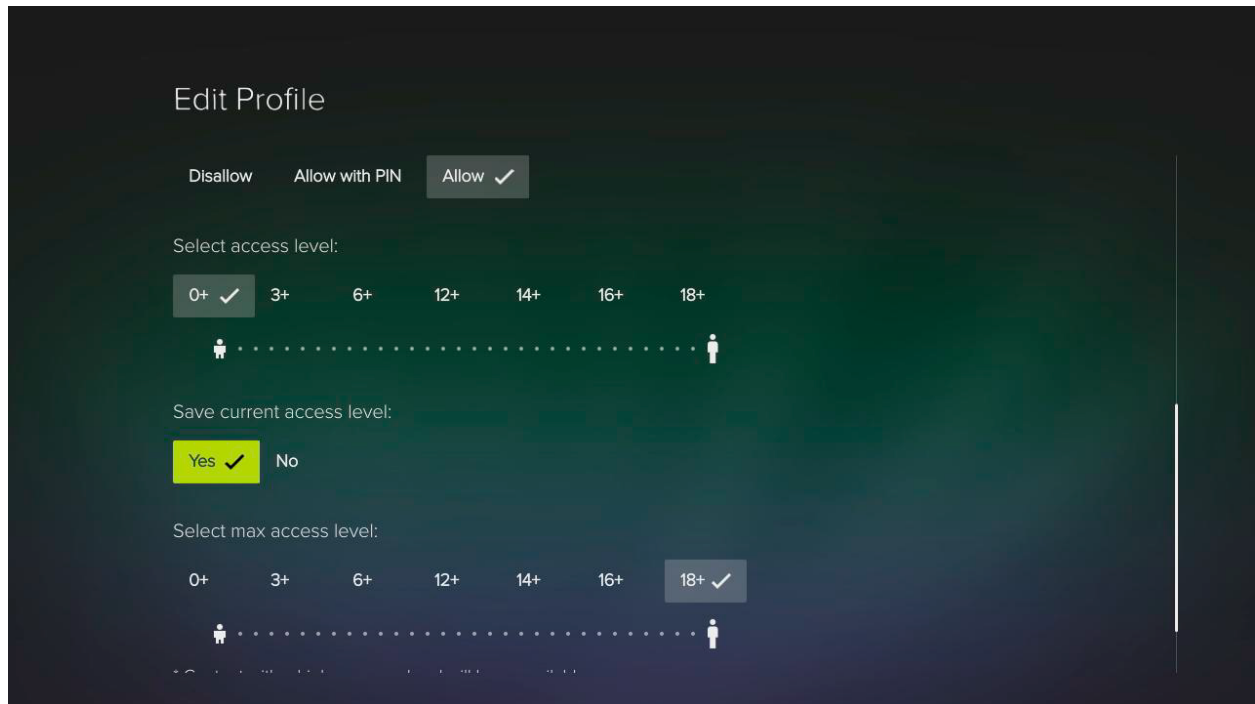 Edit Profile
Disallow Allow with PIN Allow
Select access level:
0+ 3+ 6+ 12+ 14+ 16+ 18+
Save current access level:
Yes No
Select max access level:
0+ 3+ 6+ 12+ 14+ 16+ 18+